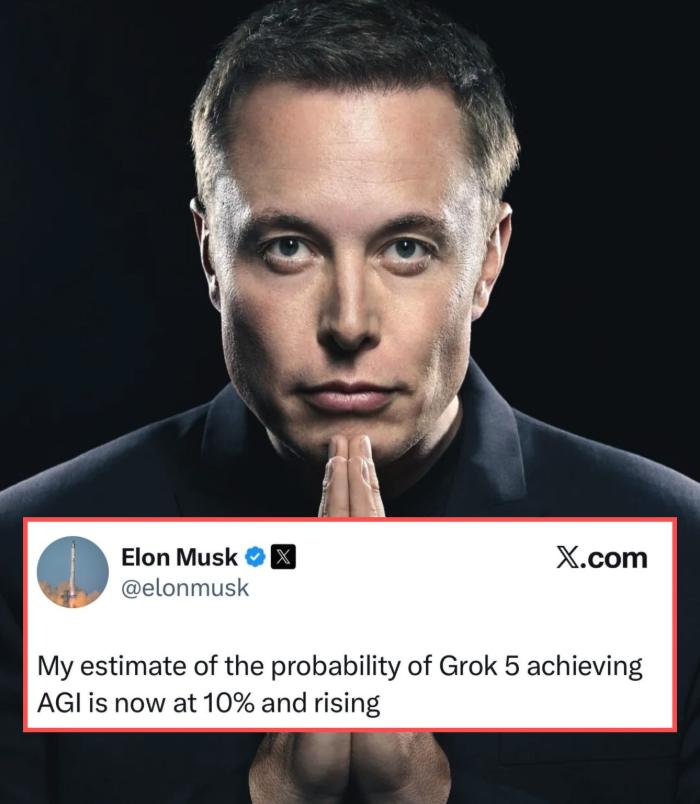 Elon Musk
X.com
@elonmusk
My estimate of the probability of Grok 5 achieving
AGI is now at 10% and rising